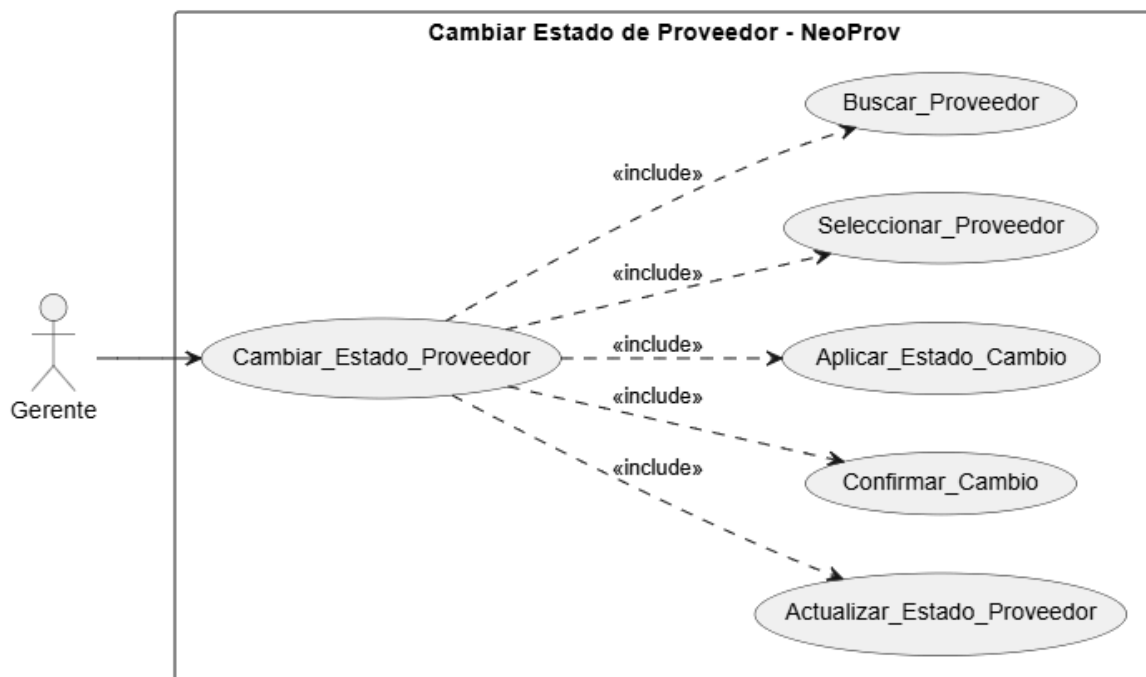 Cambiar Estado de Proveedor - NeoProv
Buscar_Proveedor
«include»
Seleccionar_Proveedor
«include»
Gerente
Cambiar_Estado_Proveedor
«include»
Aplicar_Estado_Cambio
«include»
Confirmar_Cambio
«include»
Actualizar_Estado_Proveedor